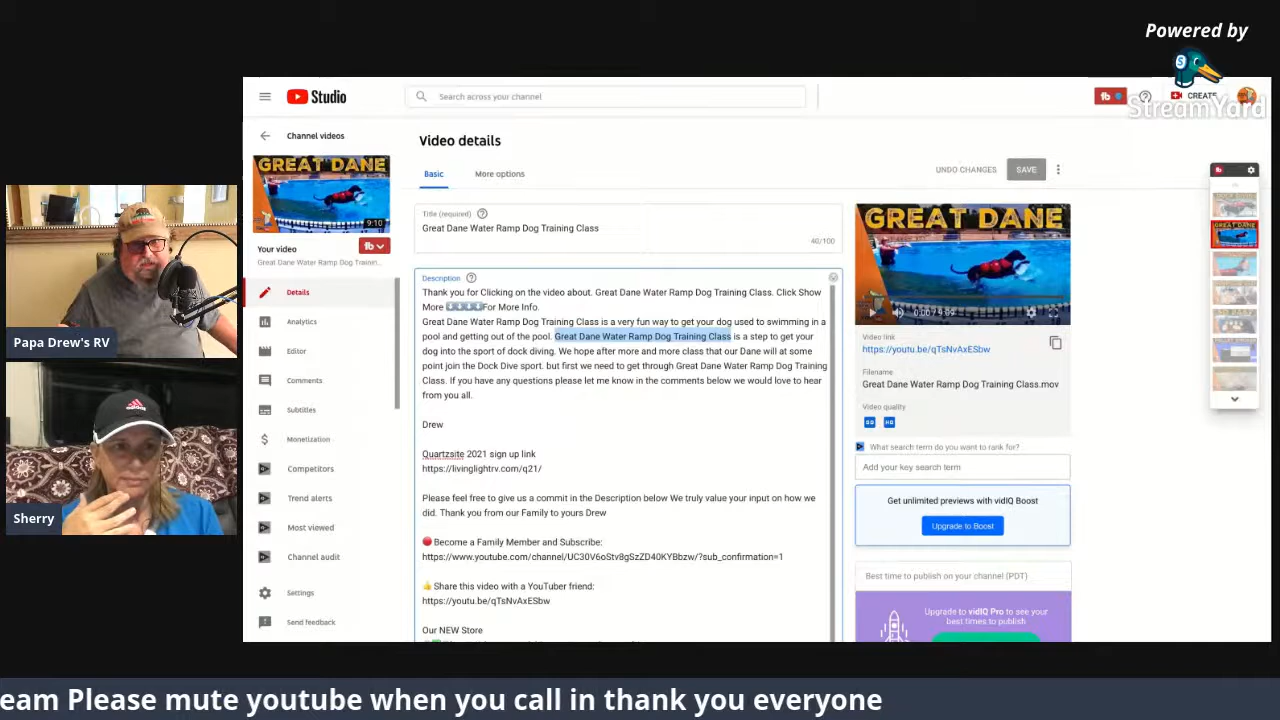 Powered by
StreamYard
Studio
Search across your channel
CREATE
Channel videos
GREAT DANE
9:10
Your video
Great Dane Water Ramp Dog Trainin...
Details
Analytics
Editor
Comments
Subtitles
Monetization
Competitors
Trend alerts
Most viewed
Channel audit
Settings
Send feedback
Video details
Basic
More options
UNDO CHANGES
SAVE
Title (required)
Great Dane Water Ramp Dog Training Class
40/100
Description
Thank you for Clicking on the video about. Great Dane Water Ramp Dog Training Class. Click Show
More ⬇️⬇️⬇️⬇️For More Info.
Great Dane Water Ramp Dog Training Class is a very fun way to get your dog used to swimming in a
pool and getting out of the pool. Great Dane Water Ramp Dog Training Class is a step to get your
dog into the sport of dock diving. We hope after more and more class that our Dane will at some
point join the Dock Dive sport. but first we need to get through Great Dane Water Ramp Dog Training
Class. If you have any questions please let me know in the comments below we would love to hear
from you all.
Drew
Quartzsite 2021 sign up link
https://livinglightrv.com/q21/
Please feel free to give us a commit in the Description below We truly value your input on how we
did. Thank you from our Family to yours Drew
🔴Become a Family Member and Subscribe:
https://www.youtube.com/channel/UC30V6oStv8gSzZD40KYBbzw/?sub_confirmation=1
👍Share this video with a YouTuber friend:
https://youtu.be/qTsNvAxESbw
Our NEW Store
GREAT DANE
Video link
https://youtu.be/qTsNvAxESbw
Filename
Great Dane Water Ramp Dog Training Class.mov
Video quality
SD HD
What search term do you want to rank for?
Add your key search term
Get unlimited previews with vidIQ Boost
Upgrade to Boost
Best time to publish on your channel (PDT)
Upgrade to vidIQ Pro to see your
best times to publish
Papa Drew's RV
Sherry
eam Please mute youtube when you call in thank you everyone